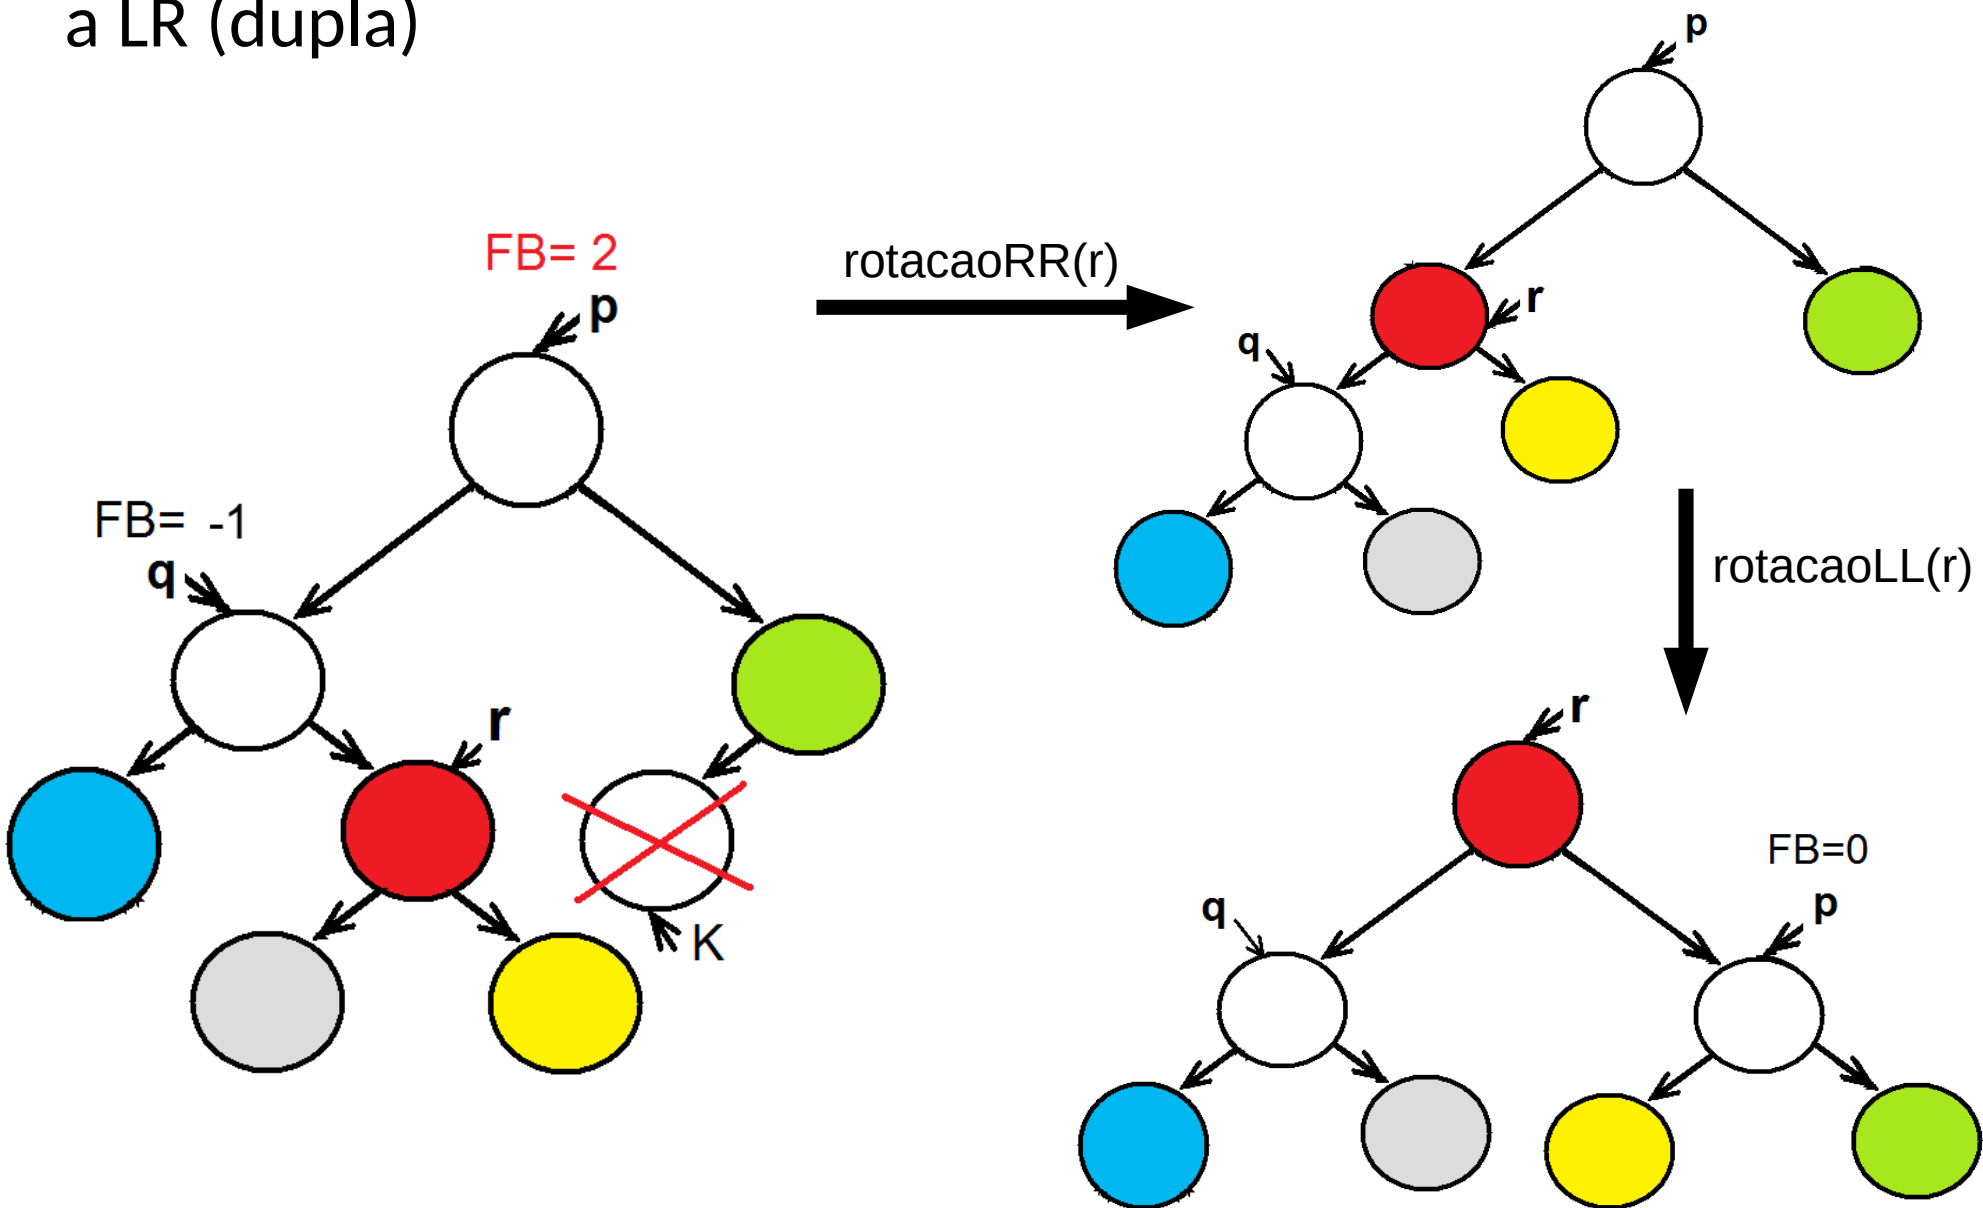 a LR (dupla)
p
FB= 2
rotacaoRR(r)
p
r
q
FB= -1
q
rotacaoLL(r)
r
r
FB=0
q
p
K